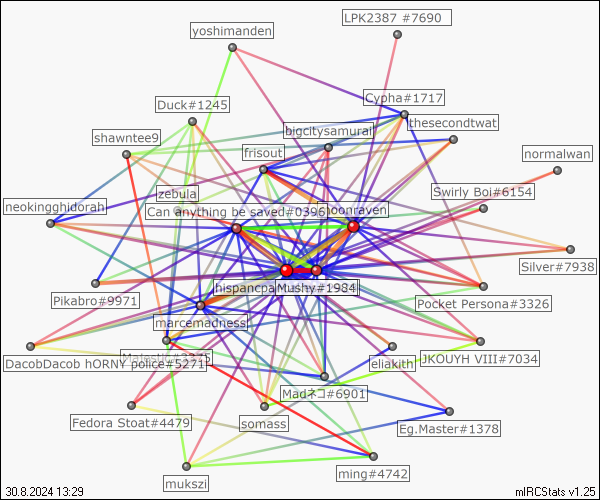 LPK2387 #7690
yoshimanden
Cypha#1717
Duck#1245
thesecondtwat
bigcitysamurai
shawntee9
frisout
normalwan
zebula
Swirly Boi#6154
neokingghidorah
Can anything be saved#0396
moonraven
Silver#7938
Mushy#1984
Pikabro#9971
Pocket Persona#3326
marcemadness
DacobDacob hORNY police#5271
eliakith
JKOUYH VIII#7034
Madネコ#6901
Fedora Stoat#4479
somass
Eg.Master#1378
ming#4742
mukszi
30.8.2024 13:29
mIRCStats v1.25